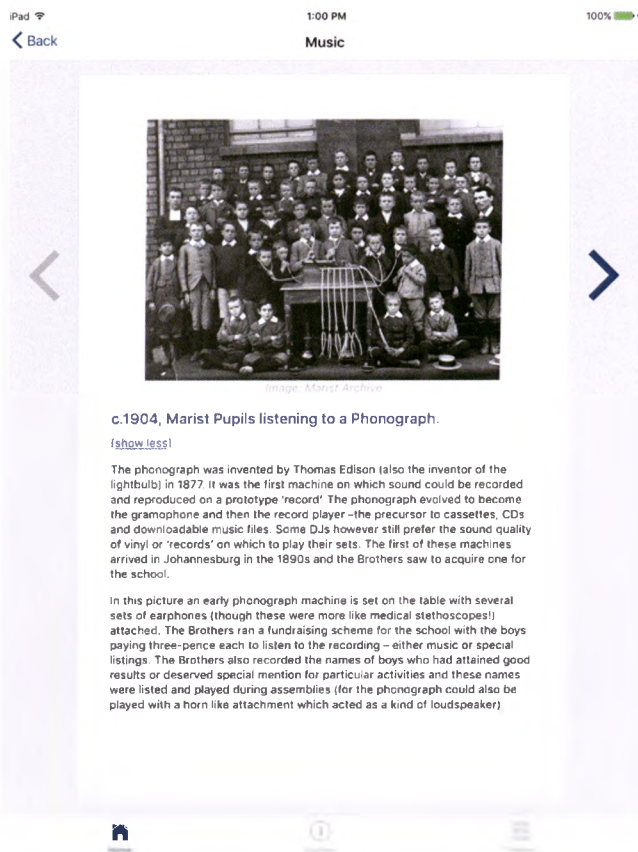 iPad
1:00 PM
100%
Back
Music
Image: Marist Archive
c.1904, Marist Pupils listening to a Phonograph.
[show less]
The phonograph was invented by Thomas Edison (also the inventor of the
lightbulb) in 1877. It was the first machine on which sound could be recorded
and reproduced on a prototype 'record' The phonograph evolved to become
the gramophone and then the record player –the precursor to cassettes, CDs
and downloadable music files. Some DJs however still prefer the sound quality
of vinyl or 'records' on which to play their sets. The first of these machines
arrived in Johannesburg in the 1890s and the Brothers saw to acquire one for
the school.
In this picture an early phonograph machine is set on the table with several
sets of earphones (though these were more like medical stethoscopes!)
attached. The Brothers ran a fundraising scheme for the school with the boys
paying three-pence each to listen to the recording – either music or special
listings. The Brothers also recorded the names of boys who had attained good
results or deserved special mention for particular activities and these names
were listed and played during assemblies (for the phonograph could also be
played with a horn like attachment which acted as a kind of loudspeaker)